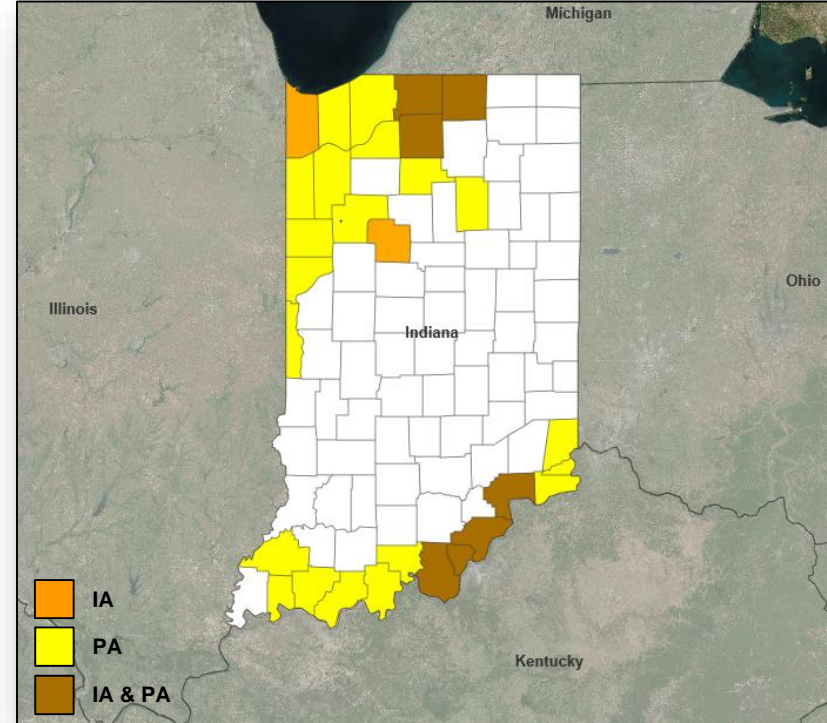 Michigan
Ohio
Illinois
Indiana
IA
PA
Kentucky
IA & PA